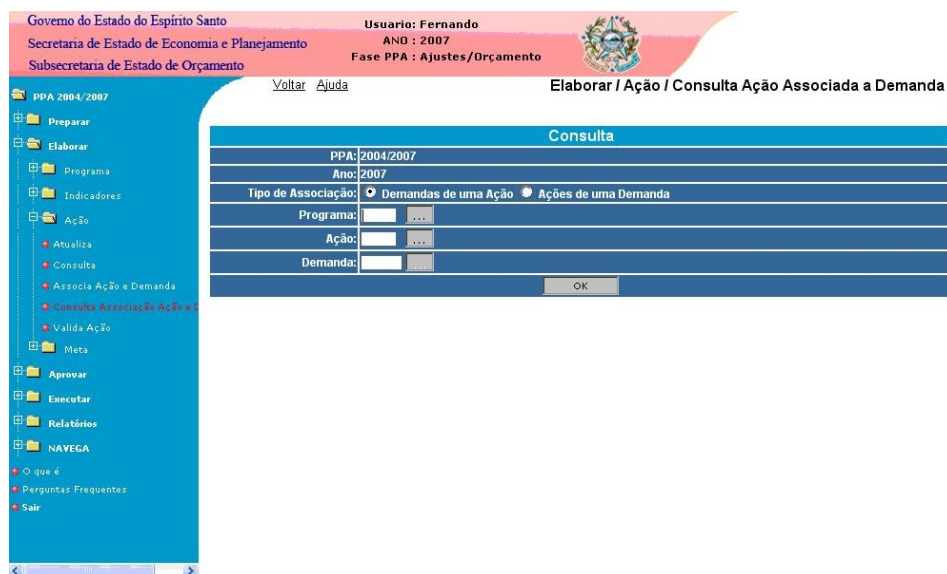 Governo do Estado do Espírito Santo
Secretaria de Estado de Economia e Planejamento
Subsecretaria de Estado de Orçamento
Usuario: Fernando
ANO : 2007
Fase PPA : Ajustes/Orçamento
Voltar Ajuda
Elaborar / Ação / Consulta Ação Associada a Demanda
PPA 2004/2007
Preparar
Elaborar
Programa
Indicadores
Ação
Atualiza
Consulta
Associa Ação e Demanda
Consulta Associação Ação e D
Valida Ação
Meta
Aprovar
Executar
Relatórios
NAVEGA
O que é
Perguntas Frequentes
Sair
Consulta
PPA: 2004/2007
Ano: 2007
Tipo de Associação: Demandas de uma Ação Ações de uma Demanda
Programa: ...
Ação: ...
Demanda: ...
OK